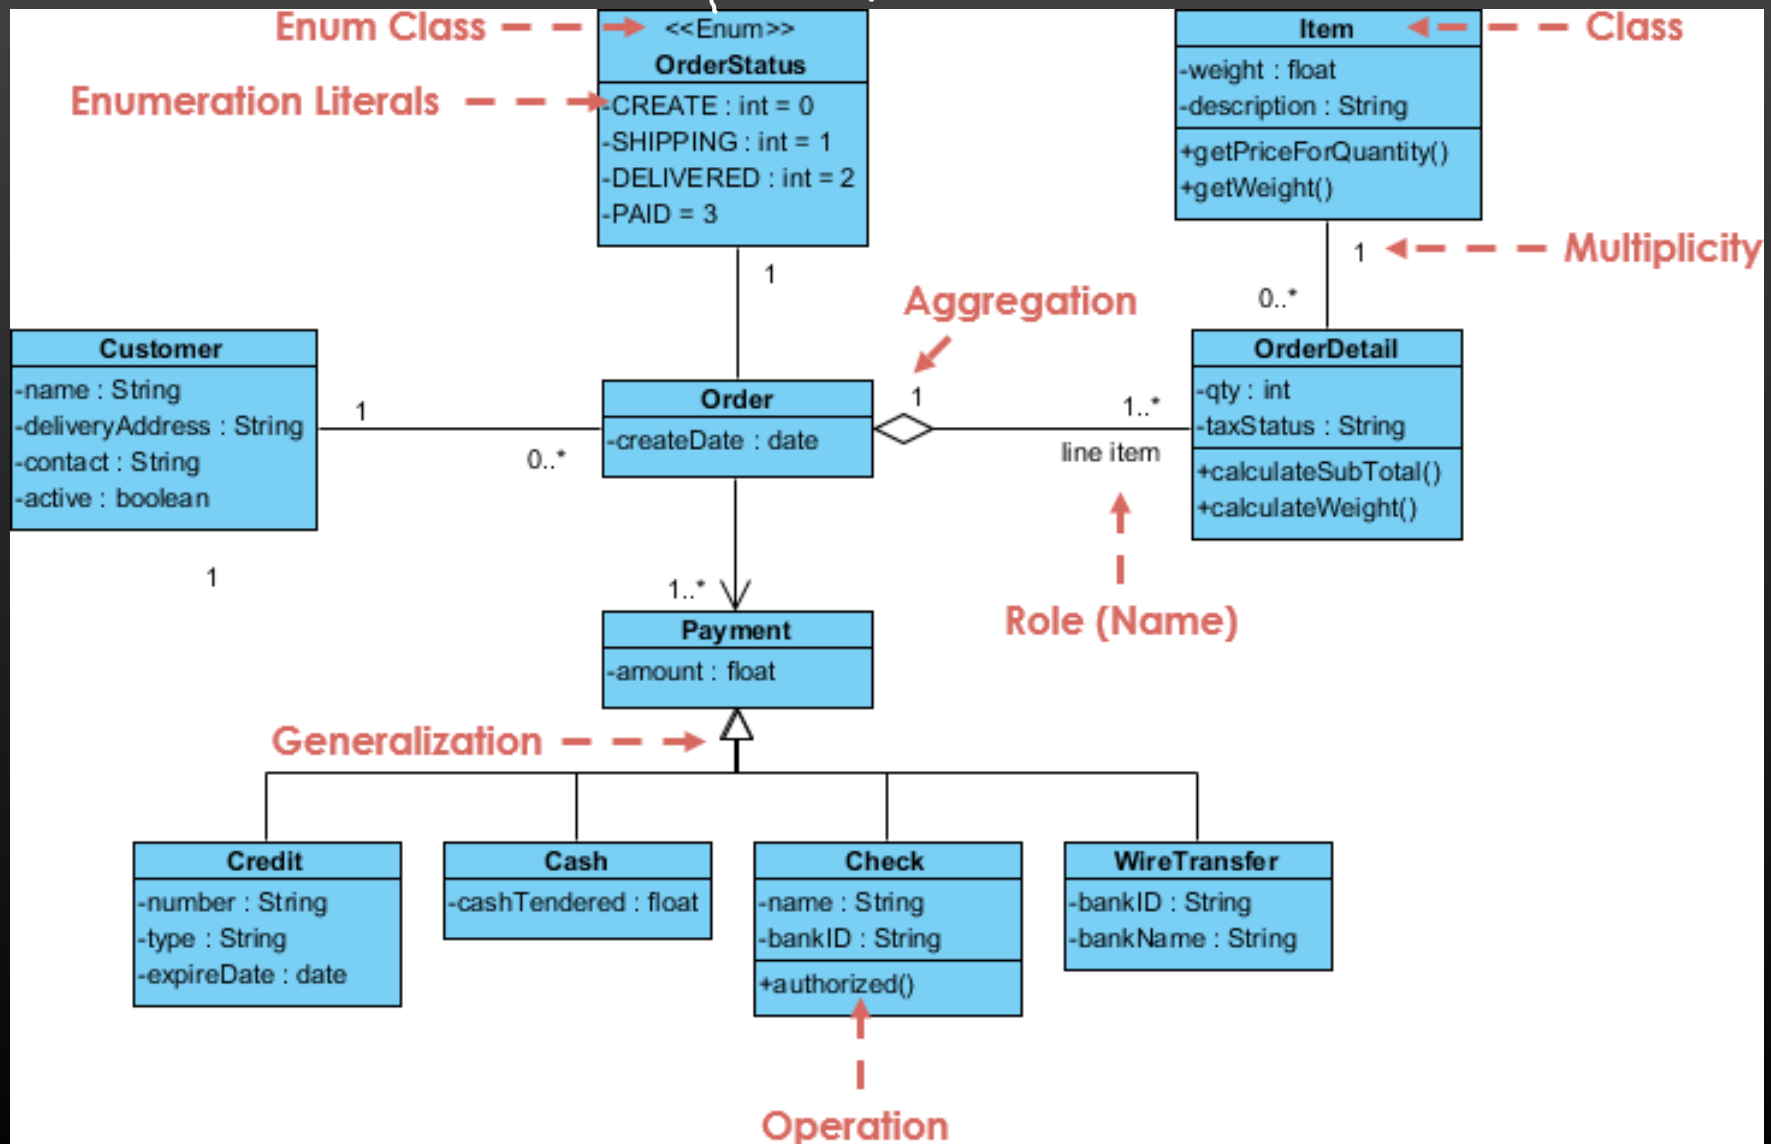 Enum Class
<<Enum>>
OrderStatus
Enumeration Literals
-CREATE : int = 0
-SHIPPING : int = 1
-DELIVERED : int = 2
-PAID = 3
1
Item
Class
-weight : float
-description : String
+getPriceForQuantity()
+getWeight()
1
Multiplicity
0..*
Customer
-name : String
-deliveryAddress : String
-contact : String
-active : boolean
1
0..*
1
Order
-createDate : date
Aggregation
1
1..*
line item
Role (Name)
OrderDetail
-qty : int
-taxStatus : String
+calculateSubTotal()
+calculateWeight()
1..*
Payment
-amount : float
Generalization
Credit
-number : String
-type : String
-expireDate : date
Cash
-cashTendered : float
Check
-name : String
-bankID : String
+authorized()
Operation
WireTransfer
-bankID : String
-bankName : String